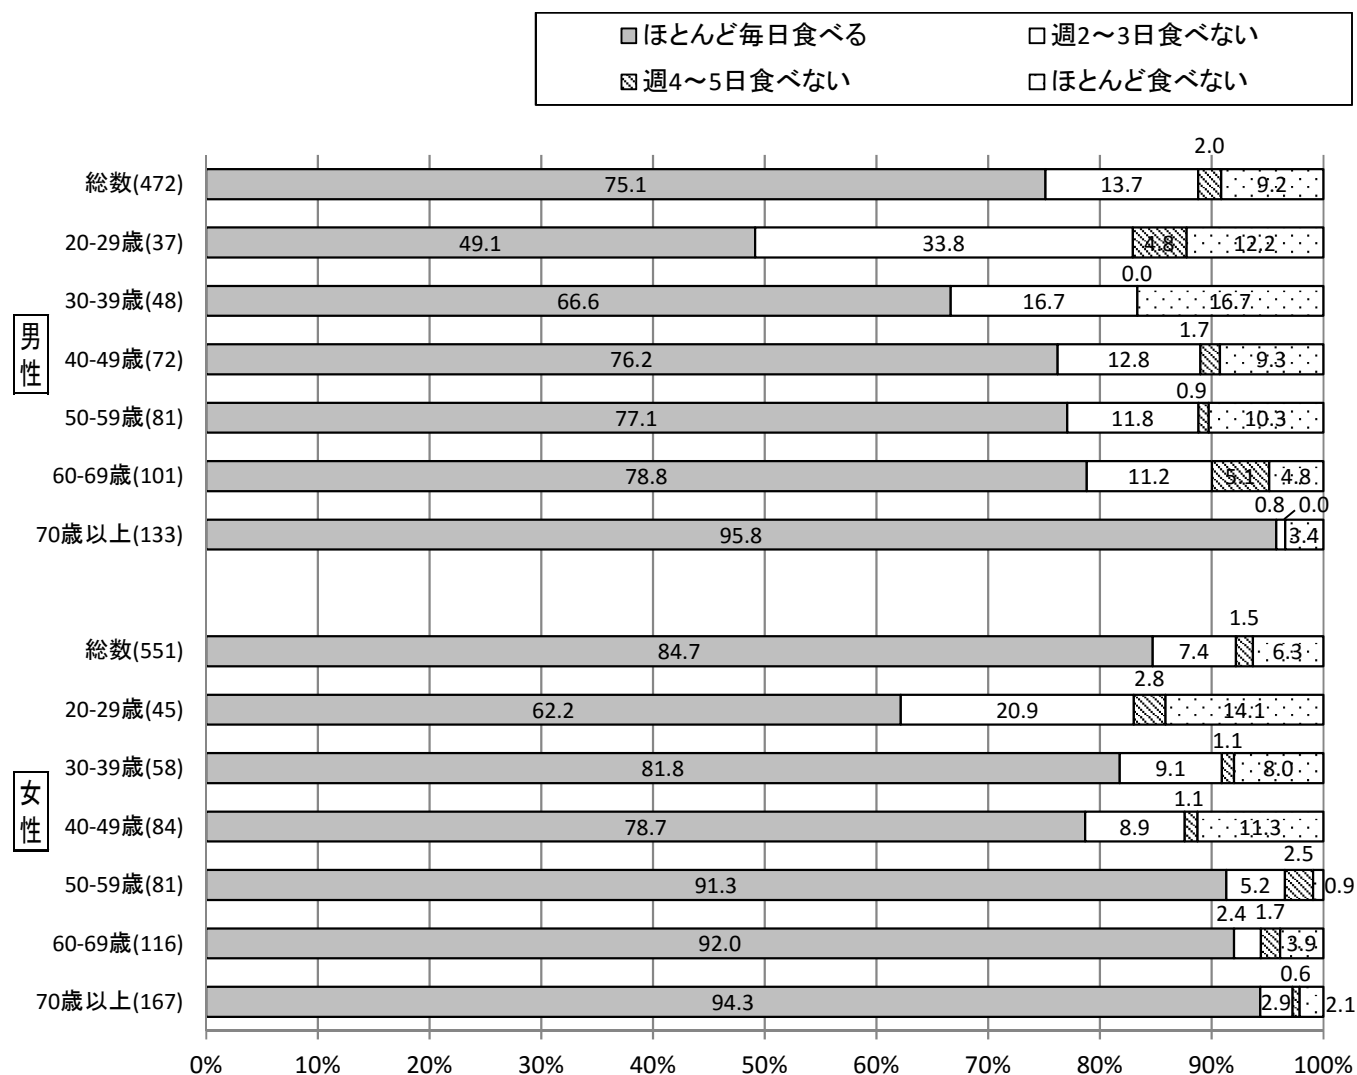 ほとんど毎日食べる 週2～3日食べない
週4～5日食べない ほとんど食べない
男性
総数(472) 75.1 13.7 2.0 9.2
20-29歳(37) 49.1 33.8 4.8 12.2
30-39歳(48) 66.6 16.7 0.0 16.7
40-49歳(72) 76.2 12.8 1.7 9.3
50-59歳(81) 77.1 11.8 0.9 10.3
60-69歳(101) 78.8 11.2 5.1 4.8
70歳以上(133) 95.8 0.8 0.0 3.4
女性
総数(551) 84.7 7.4 1.5 6.3
20-29歳(45) 62.2 20.9 2.8 14.1
30-39歳(58) 81.8 9.1 1.1 8.0
40-49歳(84) 78.7 8.9 1.1 11.3
50-59歳(81) 91.3 5.2 2.5 0.9
60-69歳(116) 92.0 2.4 1.7 3.9
70歳以上(167) 94.3 2.9 0.6 2.1
0% 10% 20% 30% 40% 50% 60% 70% 80% 90% 100%